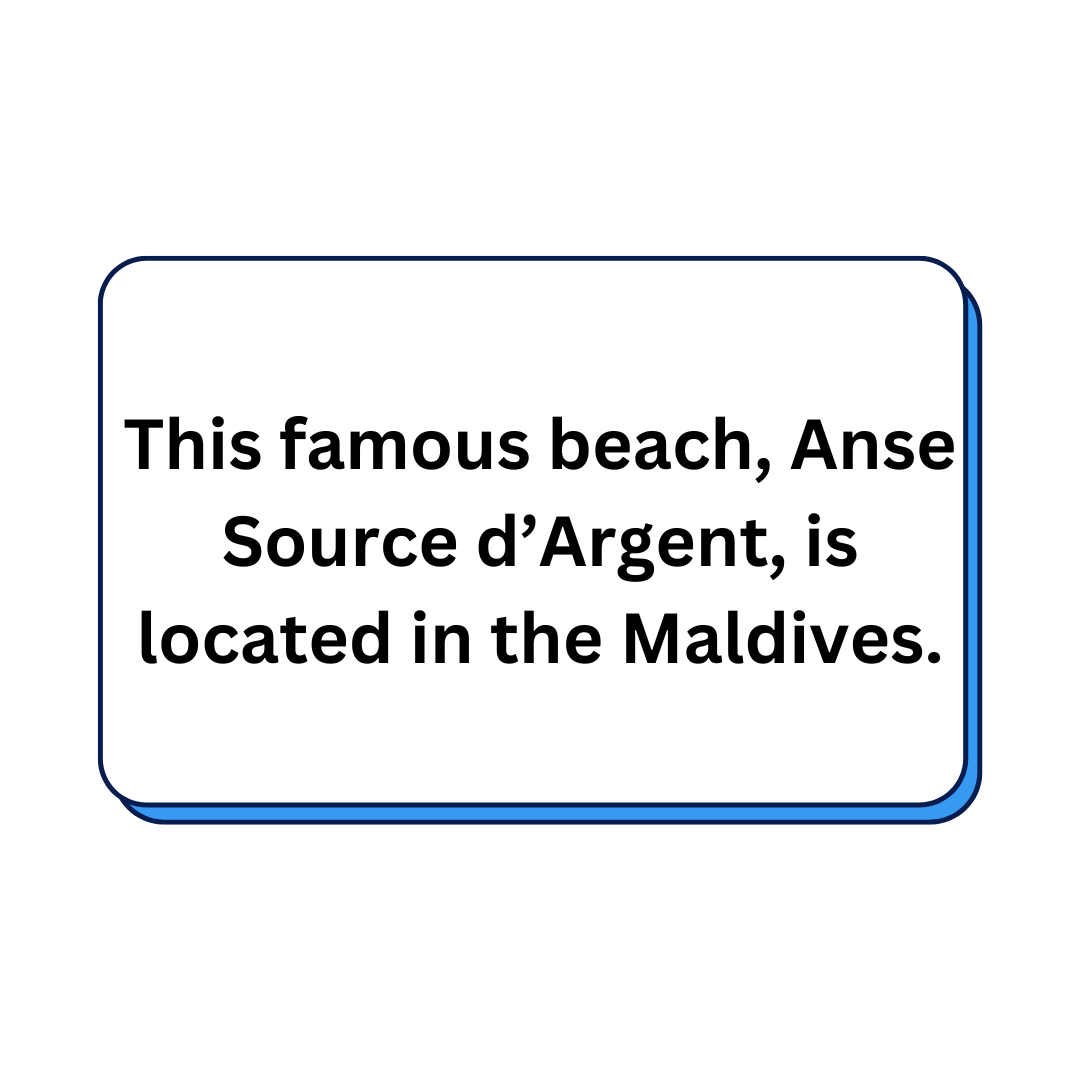 This famous beach, Anse
Source d’Argent, is
located in the Maldives.